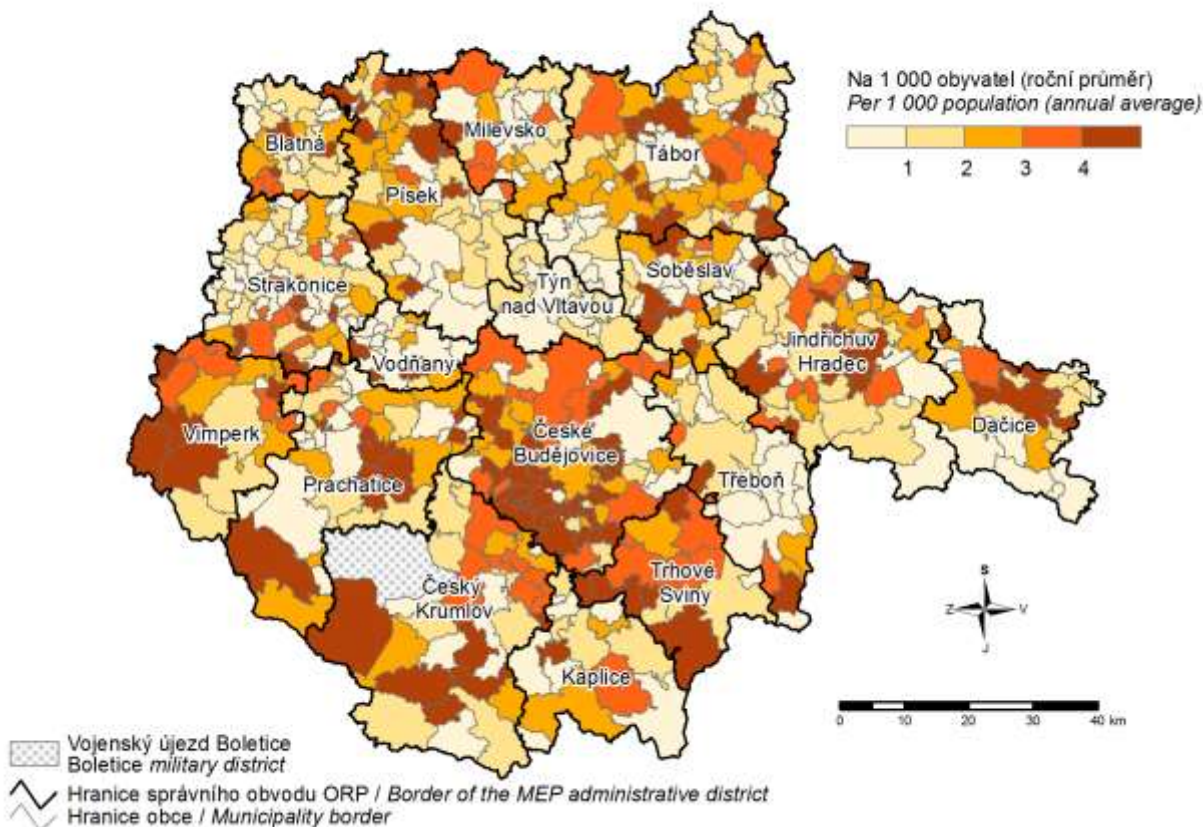 Na 1 000 obyvatel (roční průměr)
Per 1 000 population (annual average)
1 2 3 4
Blatná
Milevsko
Tábor
Písek
Strakonice
Týn
nad Vltavou
Soběslav
Vodňany
Jindřichuv
Hradec
Vimperk
České
Budějovice
Dačice
Prachatice
Třeboň
Český
Krumlov
Trhové
Sviny
Kaplice
S
Z V
J
0 10 20 30 40 km
Vojenský újezd Boletice
Boletice military district
Hranice správního obvodu ORP / Border of the MEP administrative district
Hranice obce / Municipality border